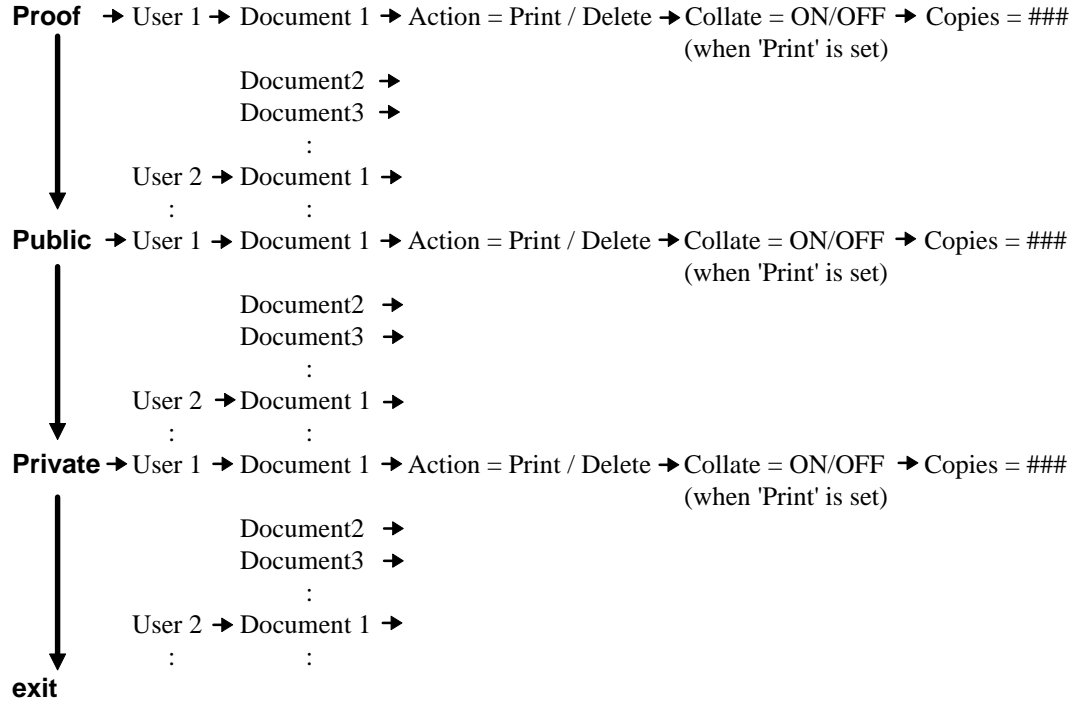 Proof → User 1 → Document 1 → Action = Print / Delete → Collate = ON/OFF → Copies = ###
(when 'Print' is set)
Document2 →
Document3 →
:
User 2 → Document 1 →
: :
Public → User 1 → Document 1 → Action = Print / Delete → Collate = ON/OFF → Copies = ###
(when 'Print' is set)
Document2 →
Document3 →
:
User 2 → Document 1 →
: :
Private → User 1 → Document 1 → Action = Print / Delete → Collate = ON/OFF → Copies = ###
(when 'Print' is set)
Document2 →
Document3 →
:
User 2 → Document 1 →
: :
exit